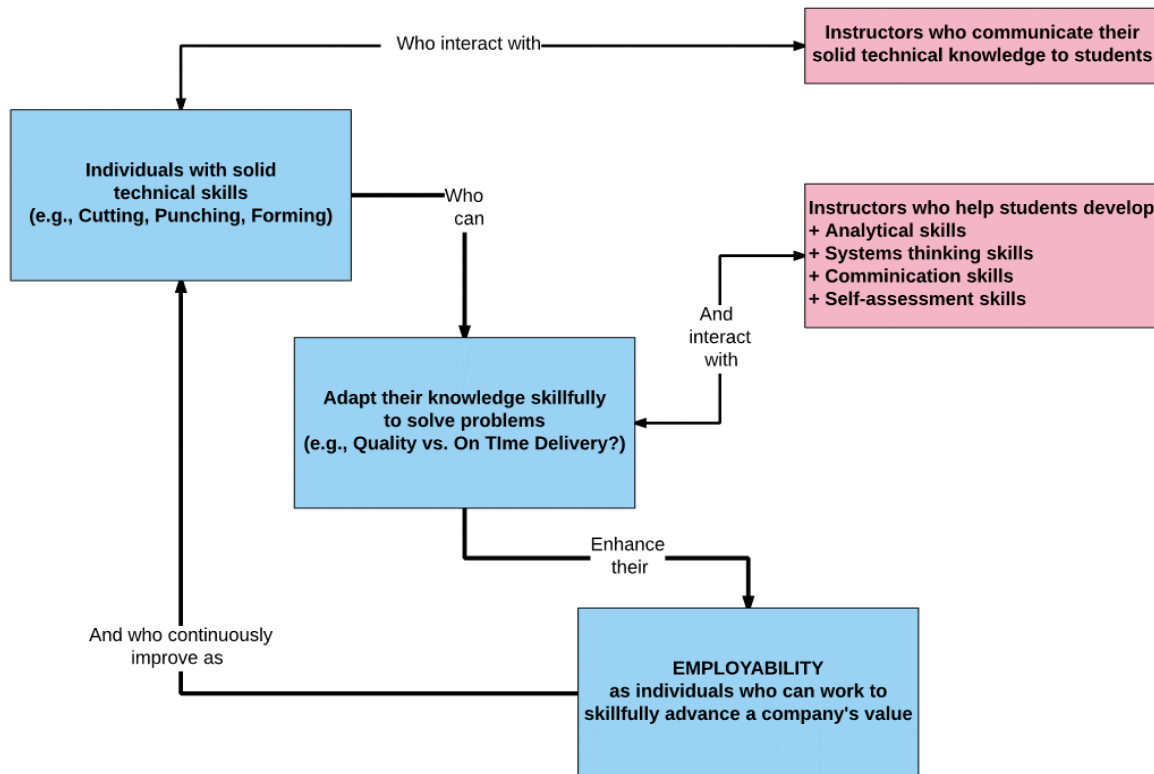 Who interact with
Instructors who communicate their
solid technical knowledge to students
Individuals with solid
technical skills
(e.g., Cutting, Punching, Forming)
Who
can
Instructors who help students develop
+ Analytical skills
+ Systems thinking skills
+ Comminication skills
+ Self-assessment skills
And
interact
with
Adapt their knowledge skillfully
to solve problems
(e.g., Quality vs. On TIme Delivery?)
Enhance
their
And who continuously
improve as
EMPLOYABILITY
as individuals who can work to
skillfully advance a company's value